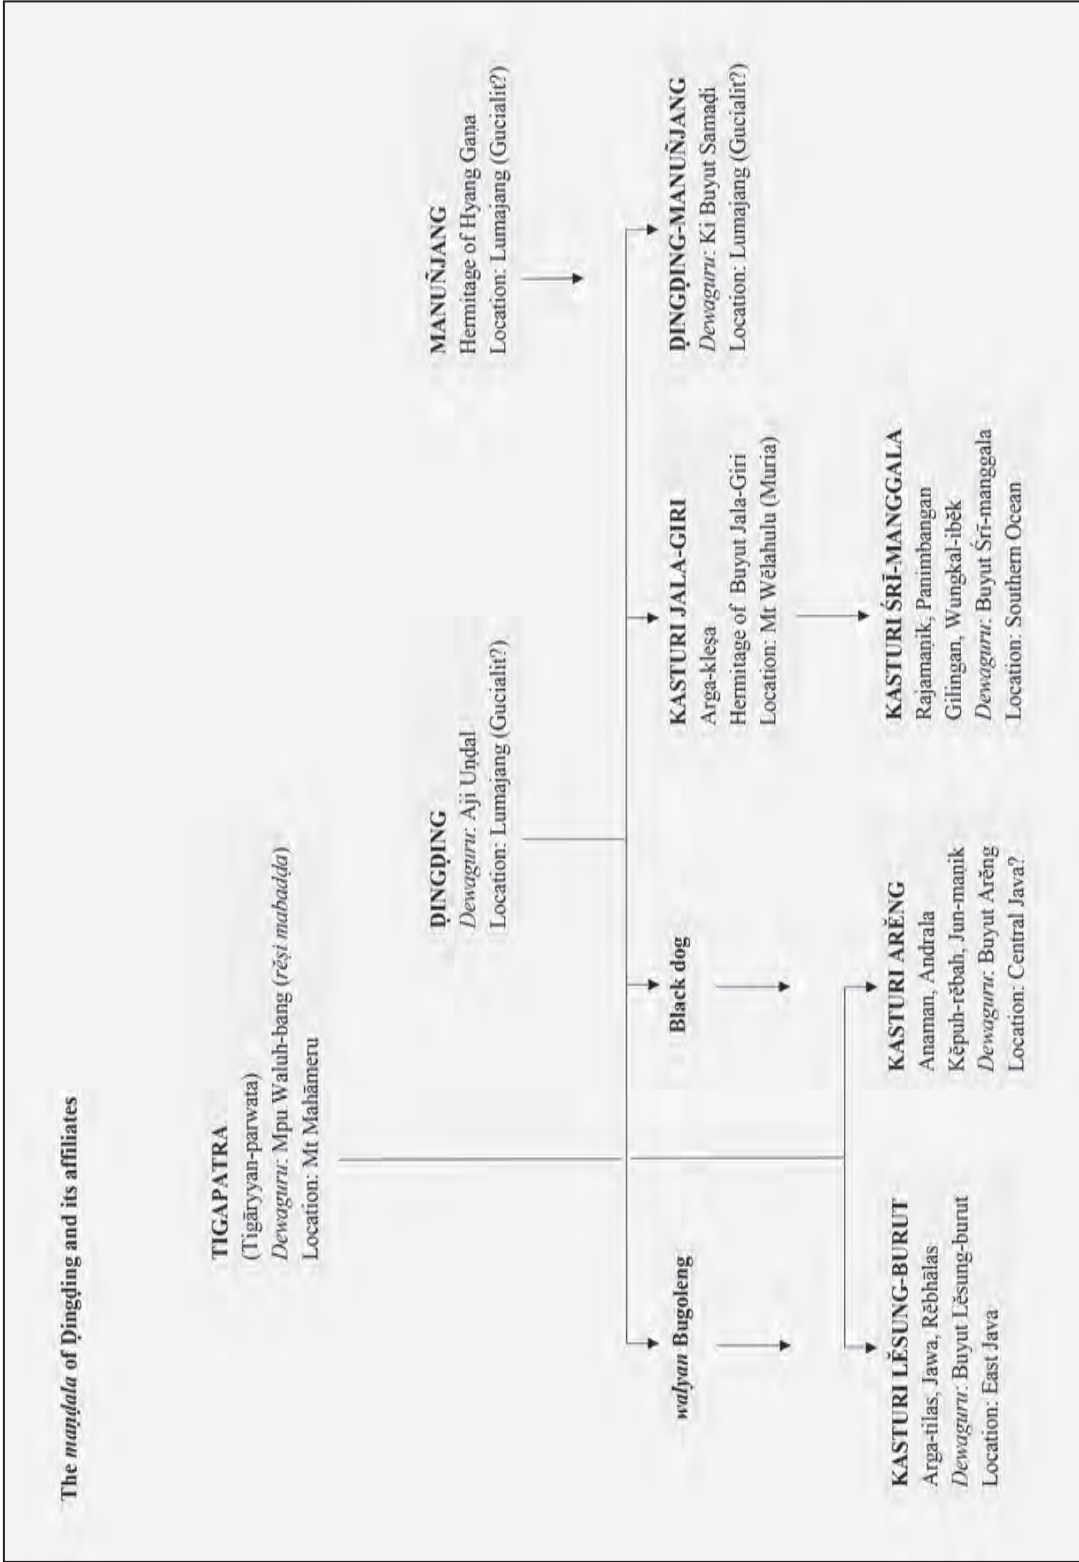 The maṇḍala of Ḍingḍing and its affiliates
TIGAPATRA
(Tigāryyan-parwata)
Dewaguru: Mpu Waluh-bang (rĕṣi mabaḍḍa)
Location: Mt Mahāmeru
ḌINGḌING
Dewaguru: Aji Uṇḍal
Location: Lumajang (Gucialit?)
MANUÑJANG
Hermitage of Hyang Gaṇa
Location: Lumajang (Gucialit?)
walyan Bugoleng
Black dog
KASTURI JALA-GIRI
Arga-kleṣa
Hermitage of Buyut Jala-Giri
Location: Mt Wĕlahulu (Muria)
ḌINGḌING-MANUÑJANG
Dewaguru: Ki Buyut Samaḍi
Location: Lumajang (Gucialit?)
KASTURI LĔSUNG-BURUT
Arga-tilas, Jawa, Rĕbhālas
Dewaguru: Buyut Lĕsung-burut
Location: East Java
KASTURI ARĔNG
Anaman, Andrala
Kĕpuh-rĕbah, Jun-maṇik
Dewaguru: Buyut Arĕng
Location: Central Java?
KASTURI ŚRĪ-MANGGALA
Rajamaṇik, Panimbangan
Gilingan, Wungkal-ibĕk
Dewaguru: Buyut Śrī-manggala
Location: Southern Ocean